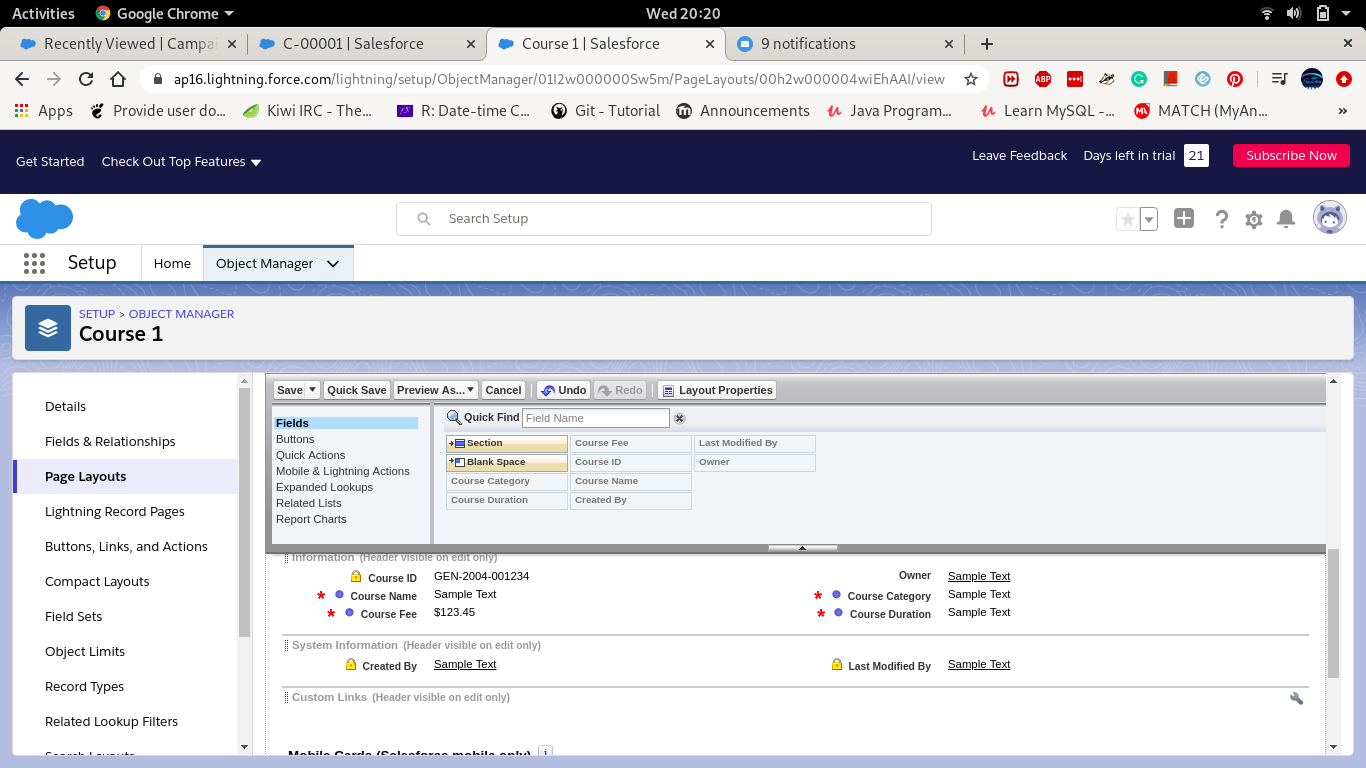 Activities Google Chrome Wed 20:20
Recently Viewed | Campai C-00001 | Salesforce Course 1 | Salesforce 9 notifications
ap16.lightning.force.com/lightning/setup/ObjectManager/01I2w000000Sw5m/PageLayouts/00h2w000004wiEhAAI/view
Apps Provide user do... Kiwi IRC - The... R: Date-time C... Git - Tutorial Announcements Java Program... Learn MySQL -... MATCH (MyAn... »
Get Started Check Out Top Features Leave Feedback Days left in trial 21 Subscribe Now
Search Setup
Setup Home Object Manager
SETUP > OBJECT MANAGER
Course 1
Details
Fields & Relationships
Page Layouts
Lightning Record Pages
Buttons, Links, and Actions
Compact Layouts
Field Sets
Object Limits
Record Types
Related Lookup Filters
Search Layouts
Save Quick Save Preview As... Cancel Undo Redo Layout Properties
Fields
Buttons
Quick Actions
Mobile & Lightning Actions
Expanded Lookups
Related Lists
Report Charts
Quick Find Field Name
Section Course Fee Last Modified By
Blank Space Course ID Owner
Course Category Course Name
Course Duration Created By
Information (Header visible on edit only)
Course ID GEN-2004-001234 Owner Sample Text
* Course Name Sample Text * Course Category Sample Text
* Course Fee $123.45 * Course Duration Sample Text
System Information (Header visible on edit only)
Created By Sample Text Last Modified By Sample Text
Custom Links (Header visible on edit only)
Mobile Cards (Salesforce mobile only) i